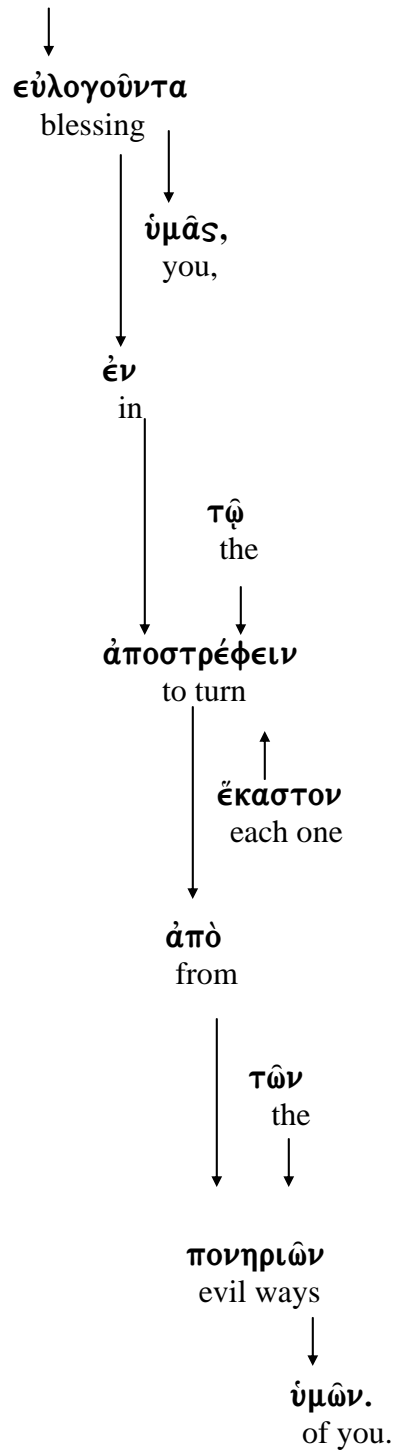 εὐλογοῦντα
blessing
ὑμᾶς,
you,
ἐν
in
τῷ
the
ἀποστρέφειν
to turn
ἕκαστον
each one
ἀπὸ
from
τῶν
the
πονηριῶν
evil ways
ὑμῶν.
of you.